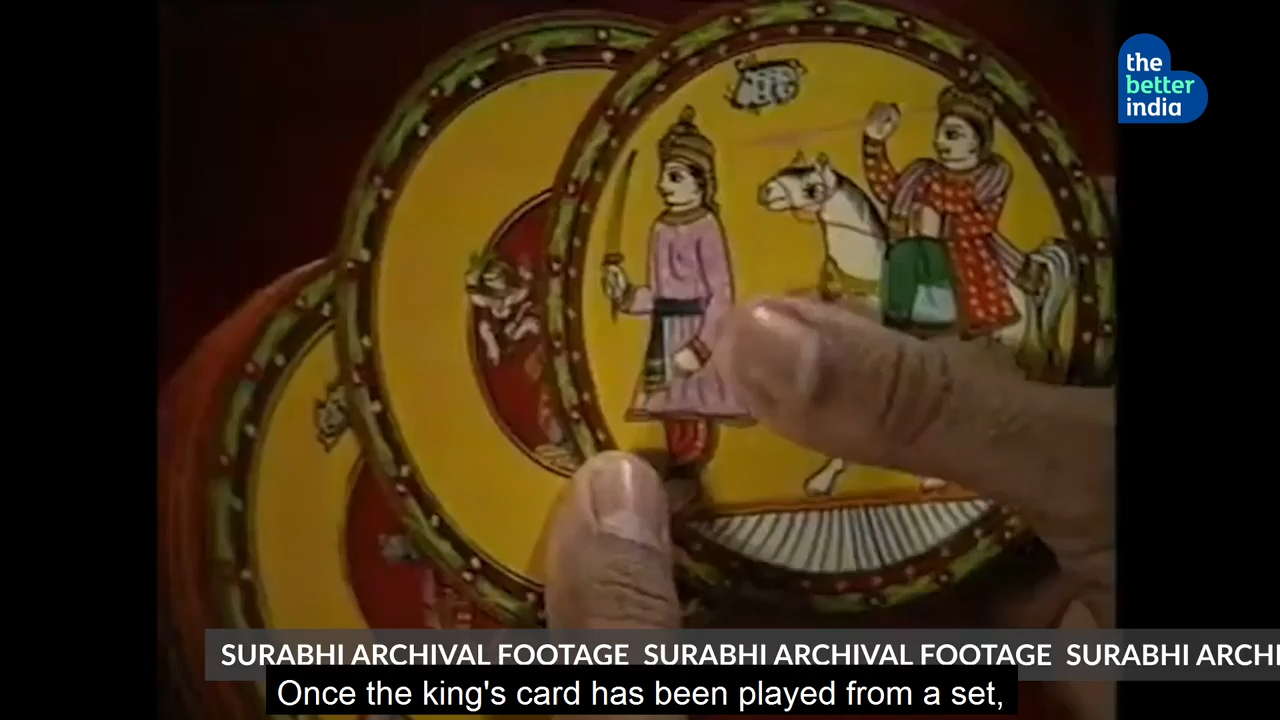 the
better
india
SURABHI ARCHIVAL FOOTAGE SURABHI ARCHIVAL FOOTAGE SURABHI ARCHI
Once the king's card has been played from a set,